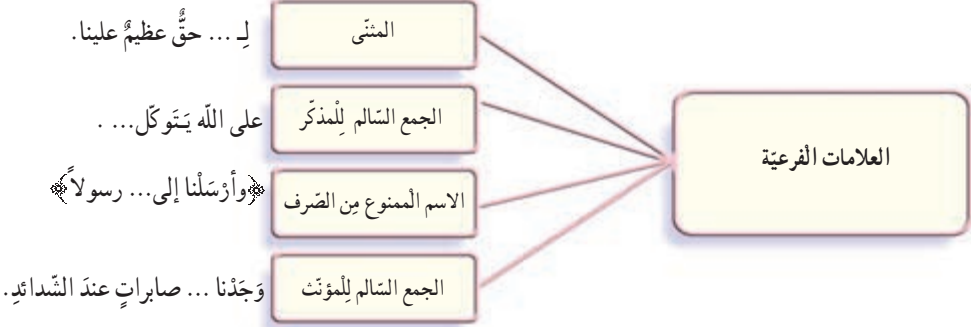 العلامات الْفرعيّة
المثنّى
لِـ ... حقٌّ عظيمٌ علينا.
الجمع السّالم لِلْمذكّر
على اللّه يَتَوكّل... .
الاسم الْممنوع مِن الصّرف
﴿وأرْسَلْنا إلى... رسولاً﴾
الجمع السّالم لِلْمؤنّث
وَجَدْنا ... صابراتٍ عندَ الشّدائدِ.